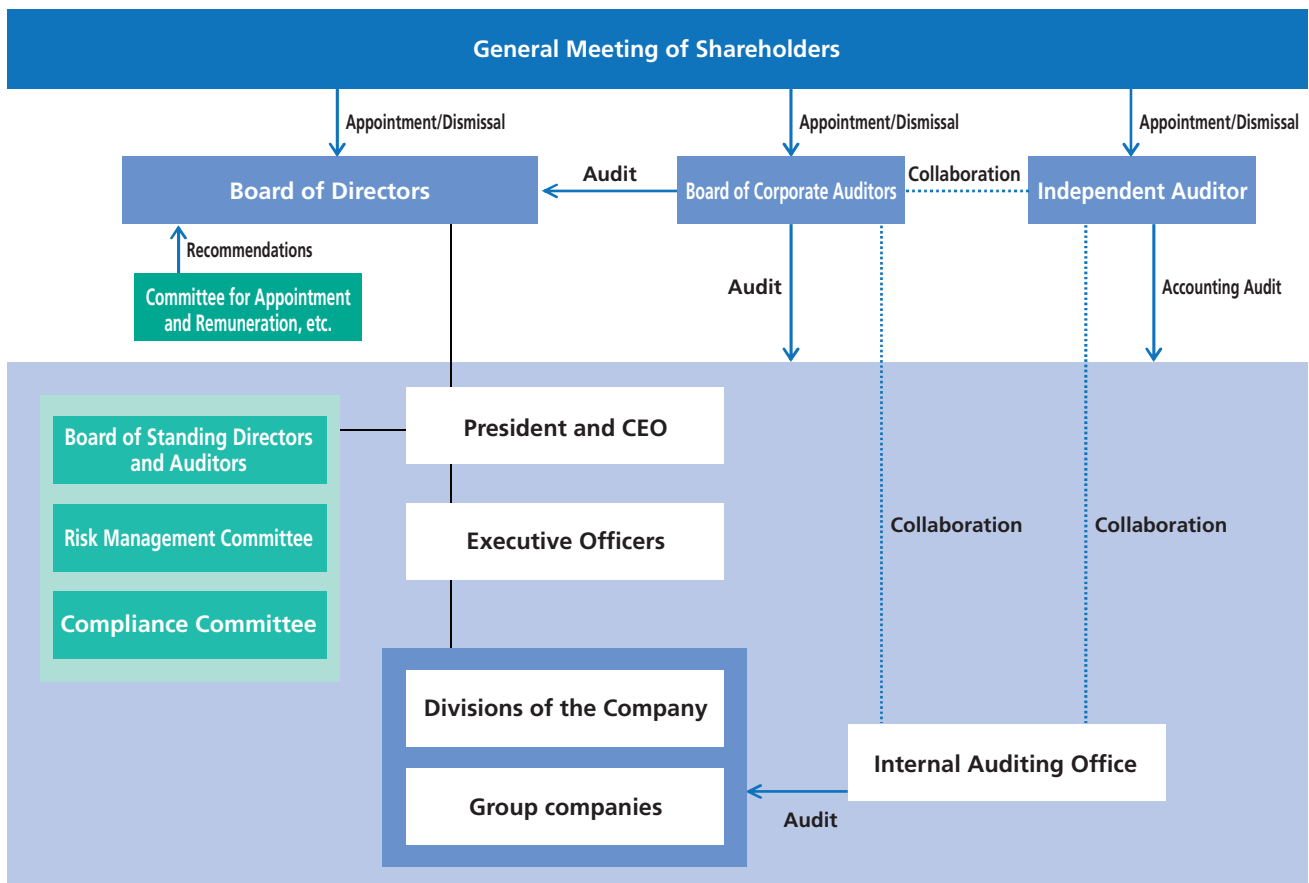 General Meeting of Shareholders
Appointment/Dismissal
Appointment/Dismissal
Appointment/Dismissal
Board of Directors
Audit
Board of Corporate Auditors
Collaboration
Independent Auditor
Recommendations
Committee for Appointment
and Remuneration, etc.
Audit
Accounting Audit
Board of Standing Directors
and Auditors
Risk Management Committee
Compliance Committee
President and CEO
Executive Officers
Collaboration
Collaboration
Divisions of the Company
Group companies
Internal Auditing Office
Audit